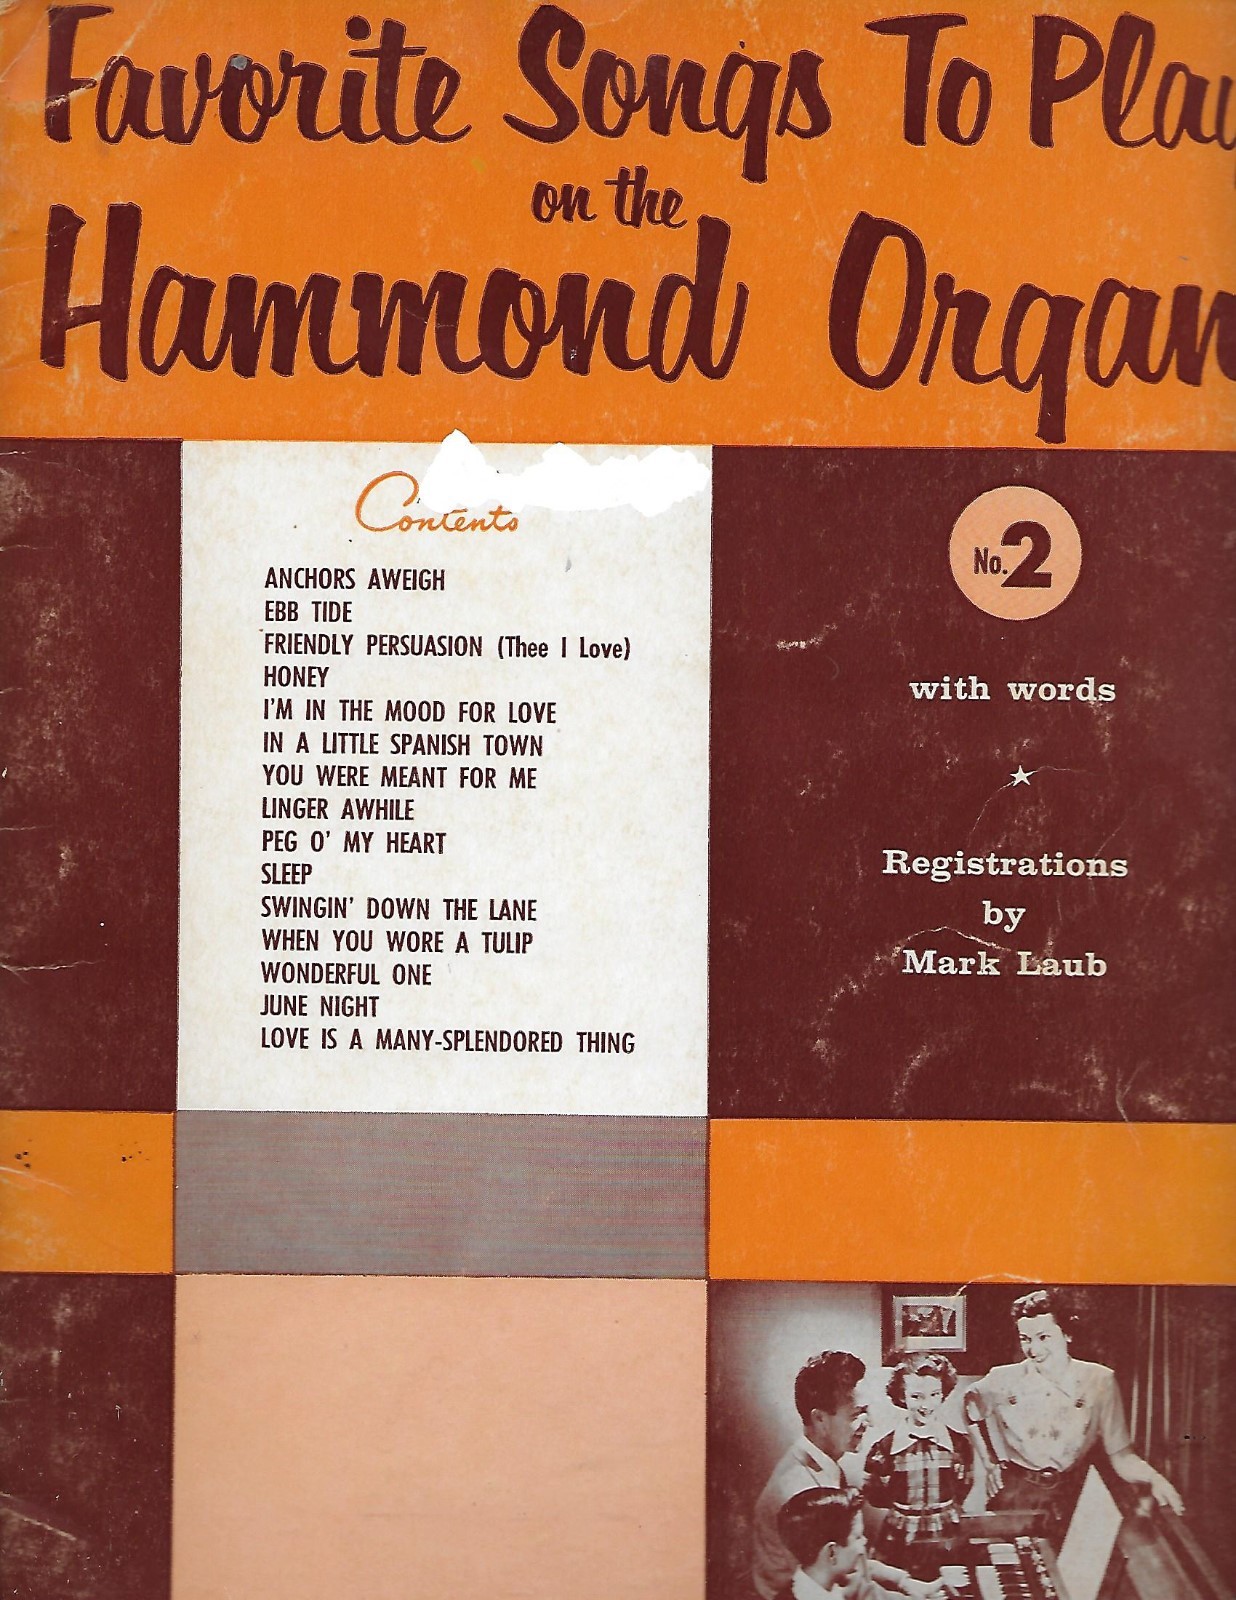 Favorite Songs To Play
on the
Hammond Organ
Contents
ANCHORS AWEIGH
EBB TIDE
FRIENDLY PERSUASION (Thee I Love)
HONEY
I'M IN THE MOOD FOR LOVE
IN A LITTLE SPANISH TOWN
YOU WERE MEANT FOR ME
LINGER AWHILE
PEG O' MY HEART
SLEEP
SWINGIN' DOWN THE LANE
WHEN YOU WORE A TULIP
WONDERFUL ONE
JUNE NIGHT
LOVE IS A MANY-SPLENDORED THING
No. 2
with words
Registrations
by
Mark Laub